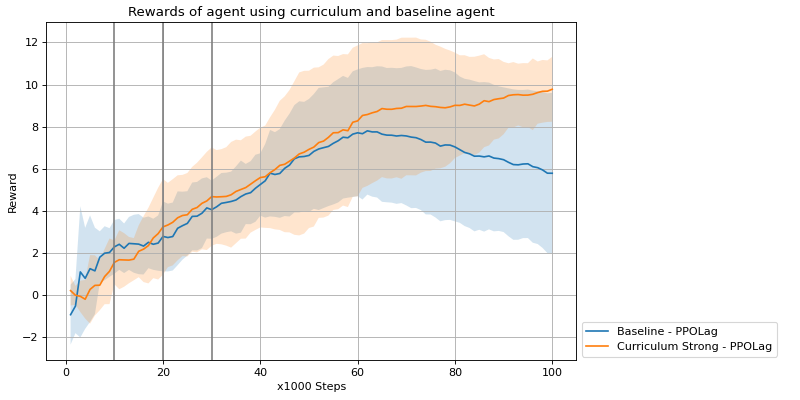 Rewards of agent using curriculum and baseline agent
12
10
8
6
4
2
0
−2
Reward
0 20 40 60 80 100
x1000 Steps
Baseline - PPOLag
Curriculum Strong - PPOLag